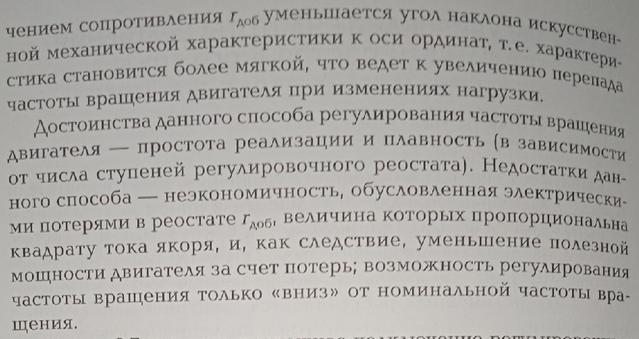 чением сопротивления rдоб уменьшается угол наклона искусствен-
ной механической характеристики к оси ординат, т. е. характери-
стика становится более мягкой, что ведет к увеличению перепада
частоты вращения двигателя при изменениях нагрузки.
Достоинства данного способа регулирования частоты вращения
двигателя — простота реализации и плавность (в зависимости
от числа ступеней регулировочного реостата). Недостатки дан-
ного способа — неэкономичность, обусловленная электрически-
ми потерями в реостате rдоб, величина которых пропорциональна
квадрату тока якоря, и, как следствие, уменьшение полезной
мощности двигателя за счет потерь; возможность регулирования
частоты вращения только «вниз» от номинальной частоты вра-
щения.